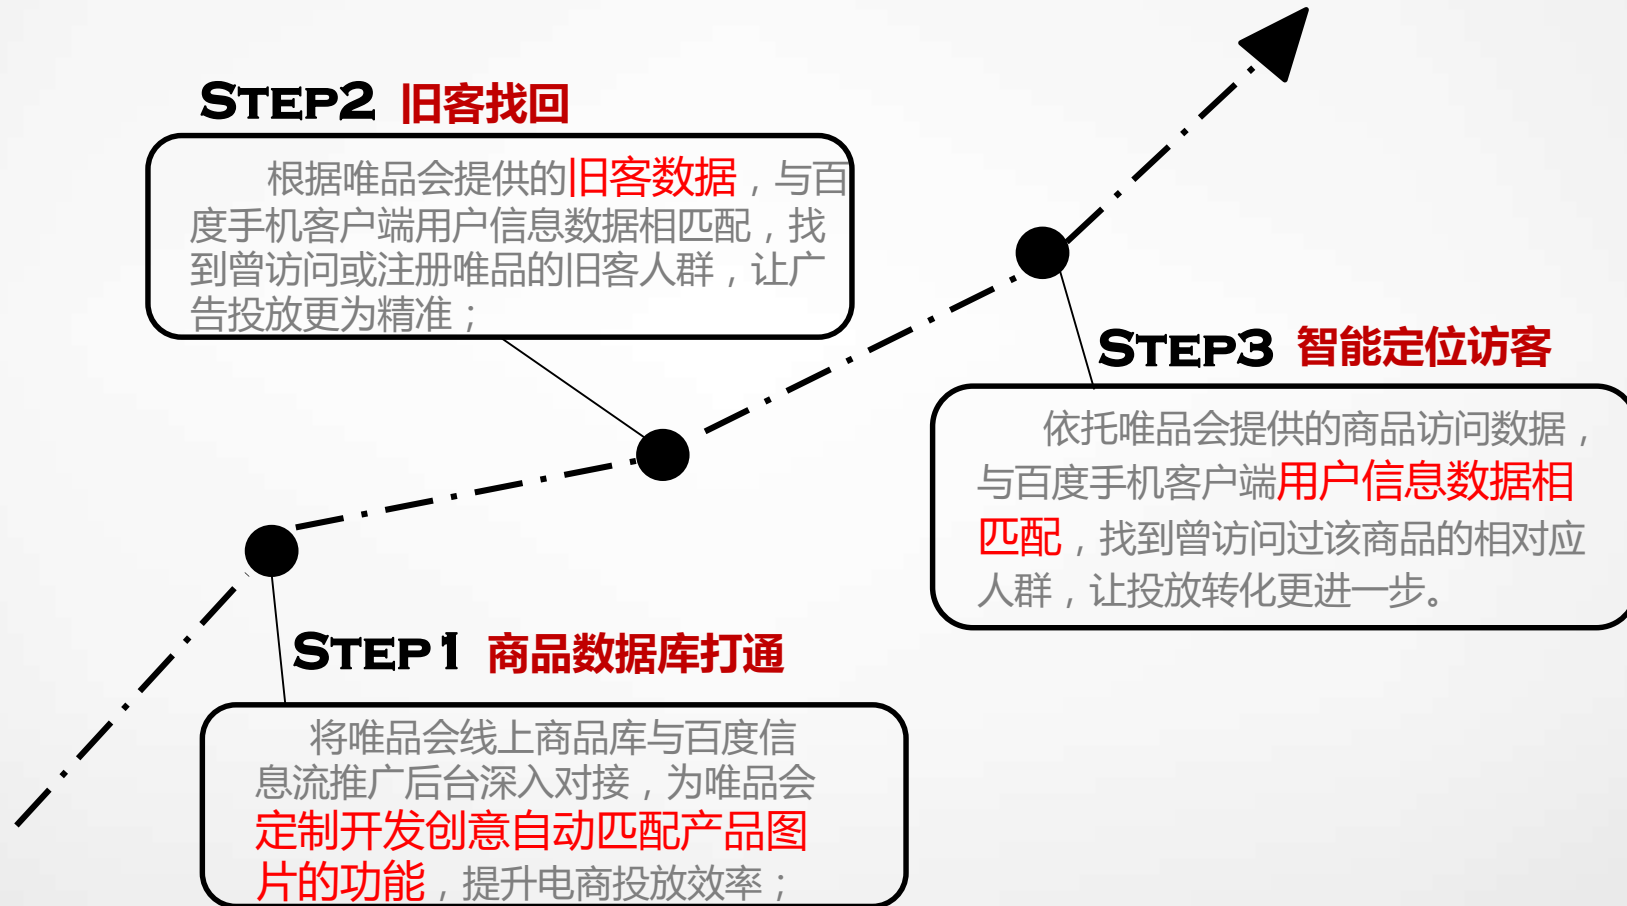 STEP2 旧客找回
根据唯品会提供的旧客数据，与百
度手机客户端用户信息数据相匹配，找
到曾访问或注册唯品的旧客人群，让广
告投放更为精准；
STEP3 智能定位访客
依托唯品会提供的商品访问数据，
与百度手机客户端用户信息数据相
匹配，找到曾访问过该商品的相对应
人群，让投放转化更进一步。
STEP1 商品数据库打通
将唯品会线上商品库与百度信
息流推广后台深入对接，为唯品会
定制开发创意自动匹配产品图
片的功能，提升电商投放效率；